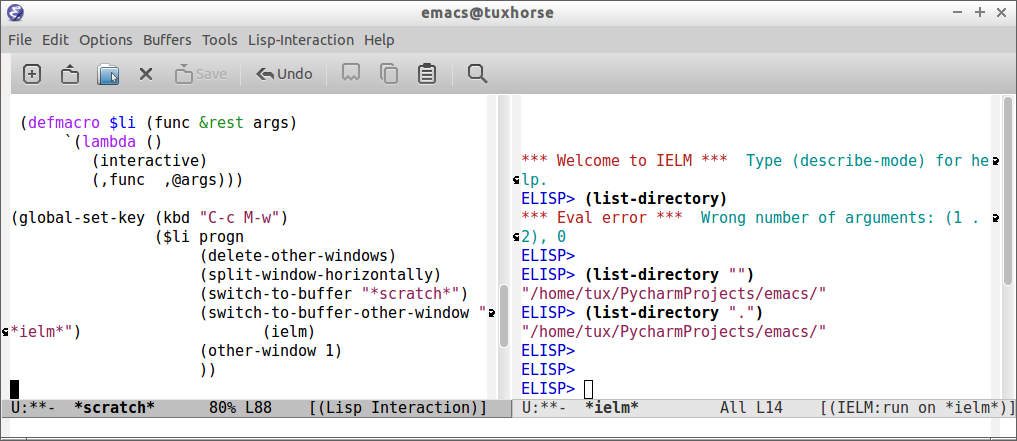 emacs@tuxhorse
File Edit Options Buffers Tools Lisp-Interaction Help
Save Undo
(defmacro $li (func &rest args)
`(lambda ()
(interactive)
(,func ,@args)))
(global-set-key (kbd "C-c M-w")
($li progn
(delete-other-windows)
(split-window-horizontally)
(switch-to-buffer "*scratch*")
(switch-to-buffer-other-window "
*ielm*") (ielm)
(other-window 1)
))
U:**- *scratch* 80% L88 [(Lisp Interaction)]
*** Welcome to IELM *** Type (describe-mode) for he
lp.
ELISP> (list-directory)
*** Eval error *** Wrong number of arguments: (1 .
2), 0
ELISP>
ELISP> (list-directory "")
"/home/tux/PycharmProjects/emacs/"
ELISP> (list-directory ".")
"/home/tux/PycharmProjects/emacs/"
ELISP>
ELISP>
ELISP>
U:**- *ielm* All L14 [(IELM:run on *ielm*)]